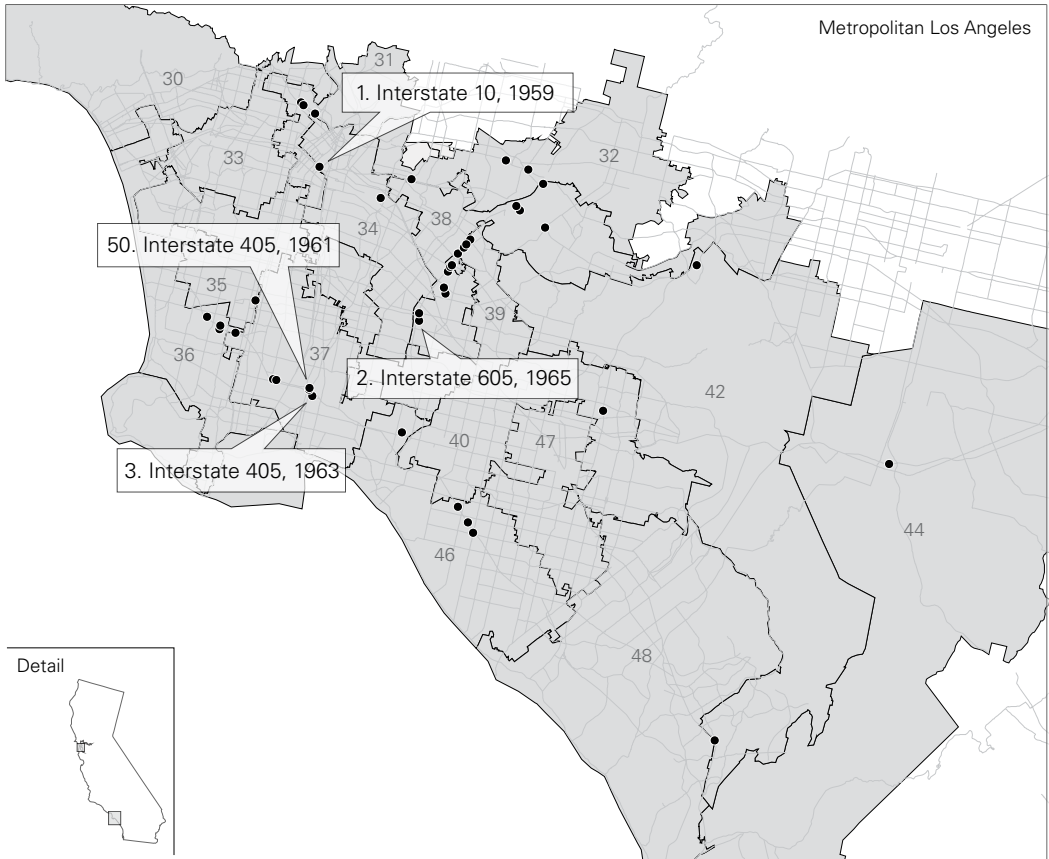 Metropolitan Los Angeles
31
30
1. Interstate 10, 1959
33
32
38
34
50. Interstate 405, 1961
35
39
36
37
2. Interstate 605, 1965
42
40
47
3. Interstate 405, 1963
44
46
48
Detail